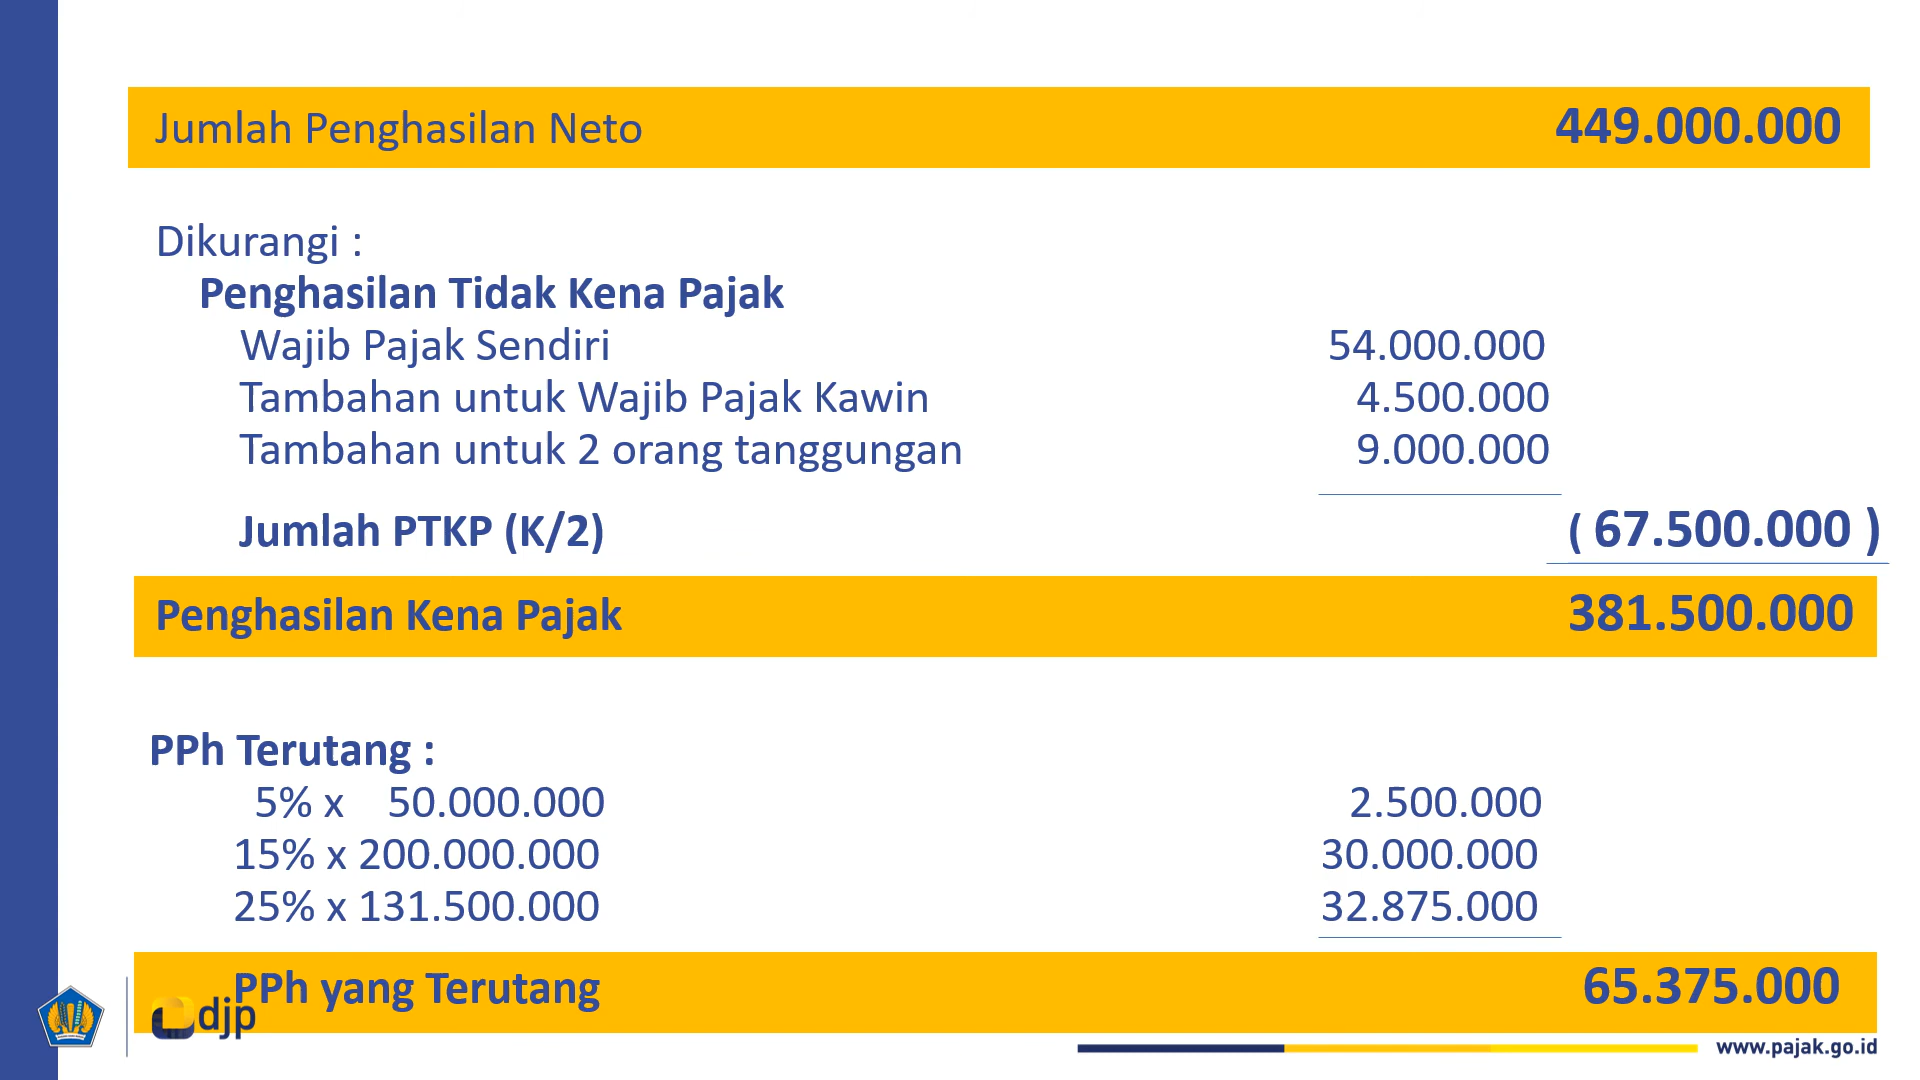 Jumlah Penghasilan Neto 449.000.000
Dikurangi :
Penghasilan Tidak Kena Pajak
Wajib Pajak Sendiri 54.000.000
Tambahan untuk Wajib Pajak Kawin 4.500.000
Tambahan untuk 2 orang tanggungan 9.000.000
Jumlah PTKP (K/2) ( 67.500.000 )
Penghasilan Kena Pajak 381.500.000
PPh Terutang :
5% x 50.000.000 2.500.000
15% x 200.000.000 30.000.000
25% x 131.500.000 32.875.000
PPh yang Terutang 65.375.000
djp
www.pajak.go.id